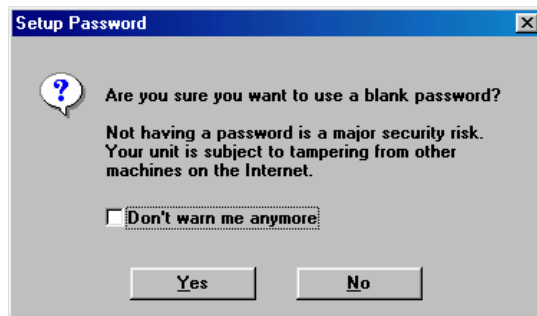 Setup Password
Are you sure you want to use a blank password?
Not having a password is a major security risk.
Your unit is subject to tampering from other
machines on the Internet.
Don't warn me anymore
Yes No